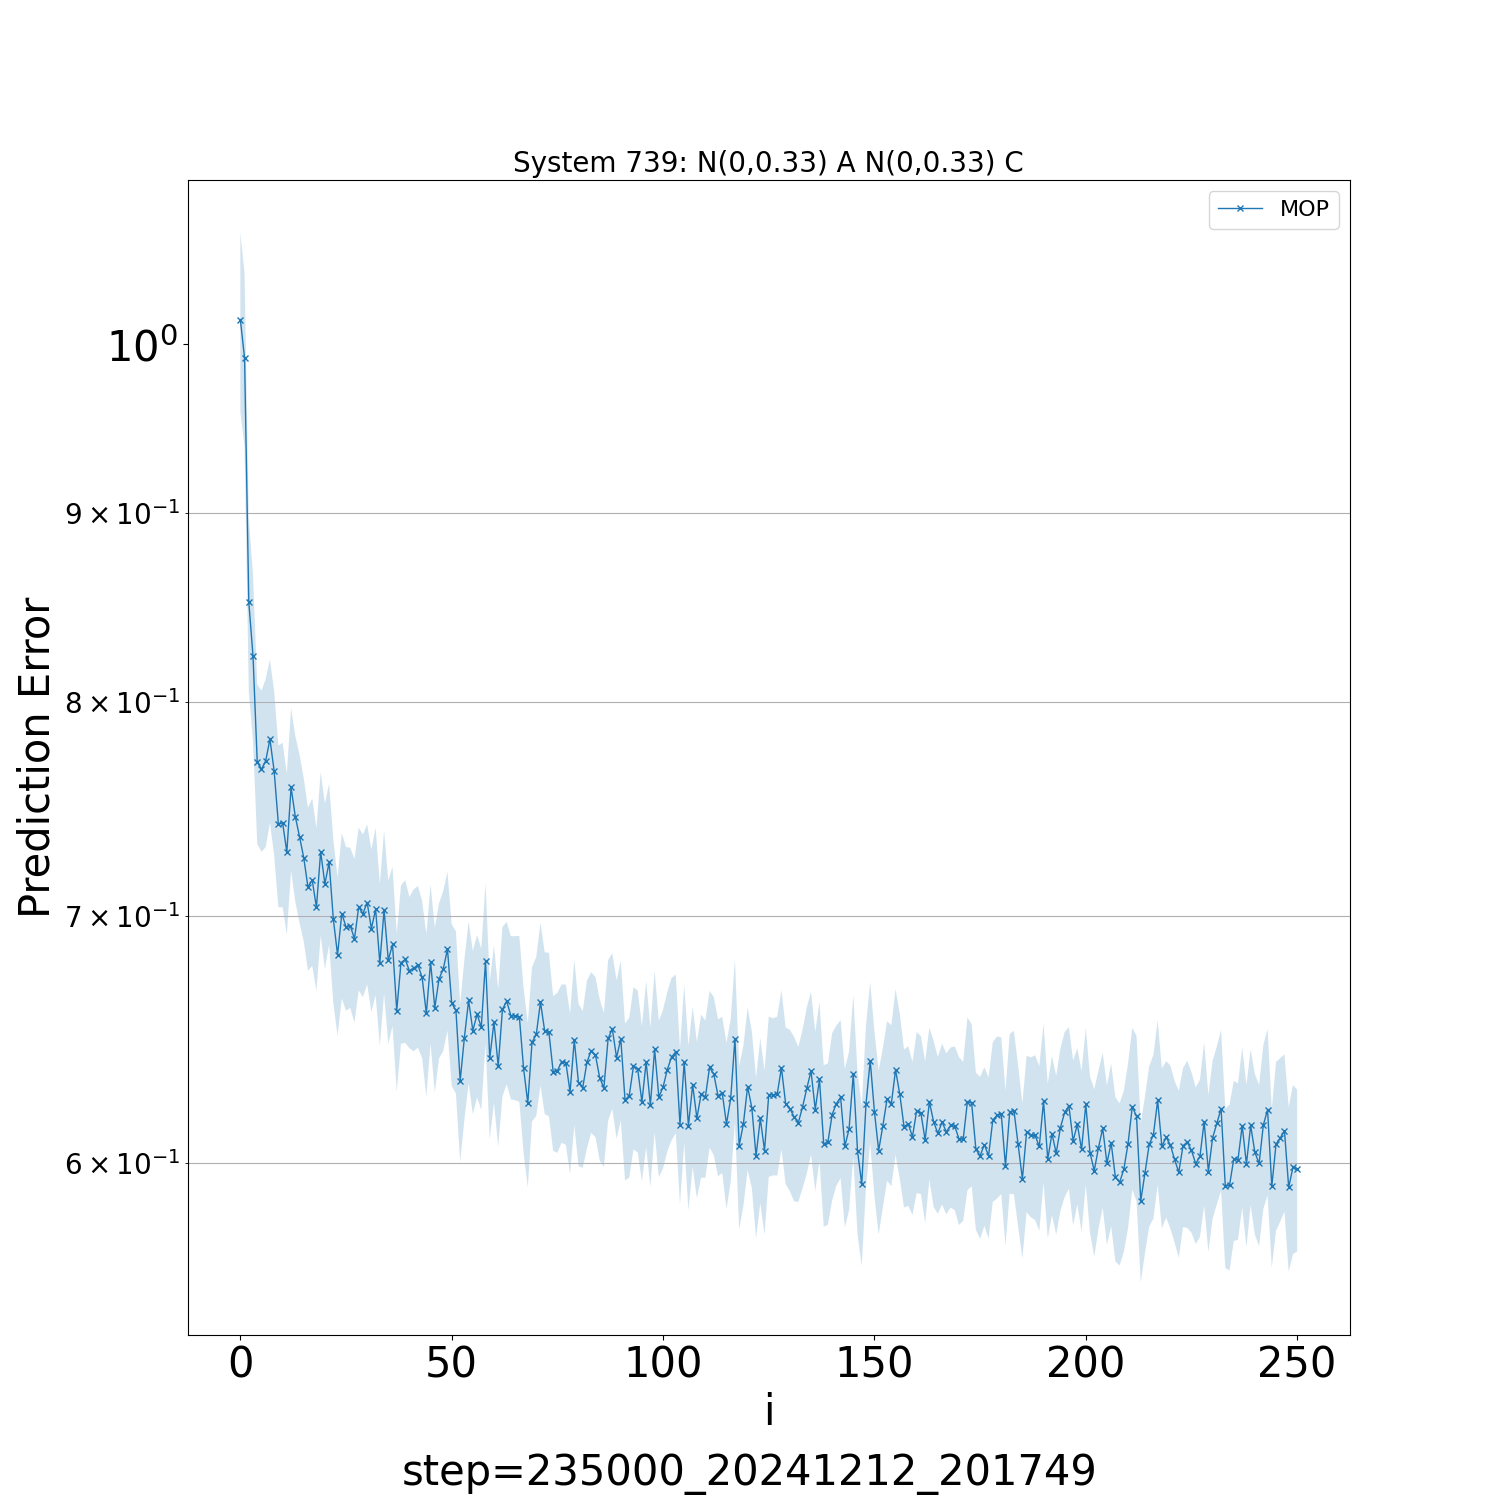 System 739: N(0,0.33) A N(0,0.33) C
MOP
10⁰
9 × 10⁻¹
8 × 10⁻¹
7 × 10⁻¹
6 × 10⁻¹
Prediction Error
0 50 100 150 200 250
i
step=235000_20241212_201749